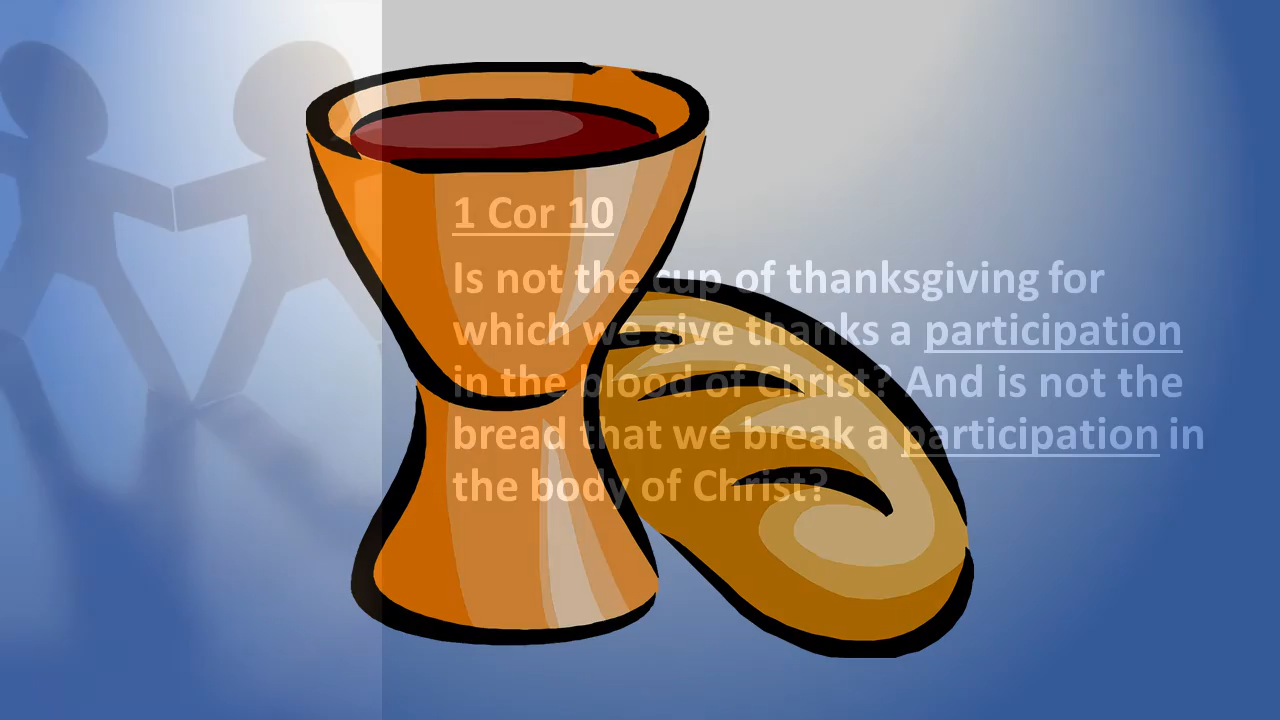 1 Cor 10
Is not the cup of thanksgiving for
which we give thanks a participation
in the blood of Christ? And is not the
bread that we break a participation in
the body of Christ?